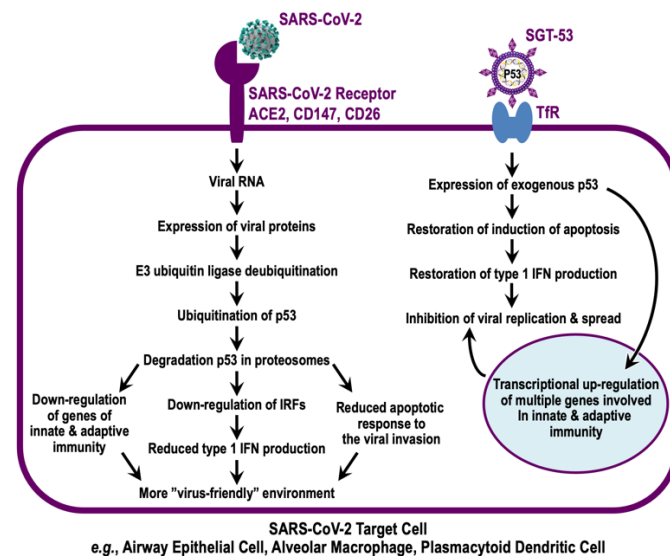 SARS-CoV-2
SARS-CoV-2 Receptor
ACE2, CD147, CD26
Viral RNA
Expression of viral proteins
E3 ubiquitin ligase deubiquitination
Ubiquitination of p53
Degradation p53 in proteosomes
Down-regulation
of genes of
innate & adaptive
immunity
Down-regulation of IRFs
Reduced type 1 IFN production
Reduced apoptotic
response to
the viral invasion
More "virus-friendly" environment
SGT-53
P53
TfR
Expression of exogenous p53
Restoration of induction of apoptosis
Restoration of type 1 IFN production
Inhibition of viral replication & spread
Transcriptional up-regulation
of multiple genes involved
In innate & adaptive
immunity
SARS-CoV-2 Target Cell
e.g., Airway Epithelial Cell, Alveolar Macrophage, Plasmacytoid Dendritic Cell